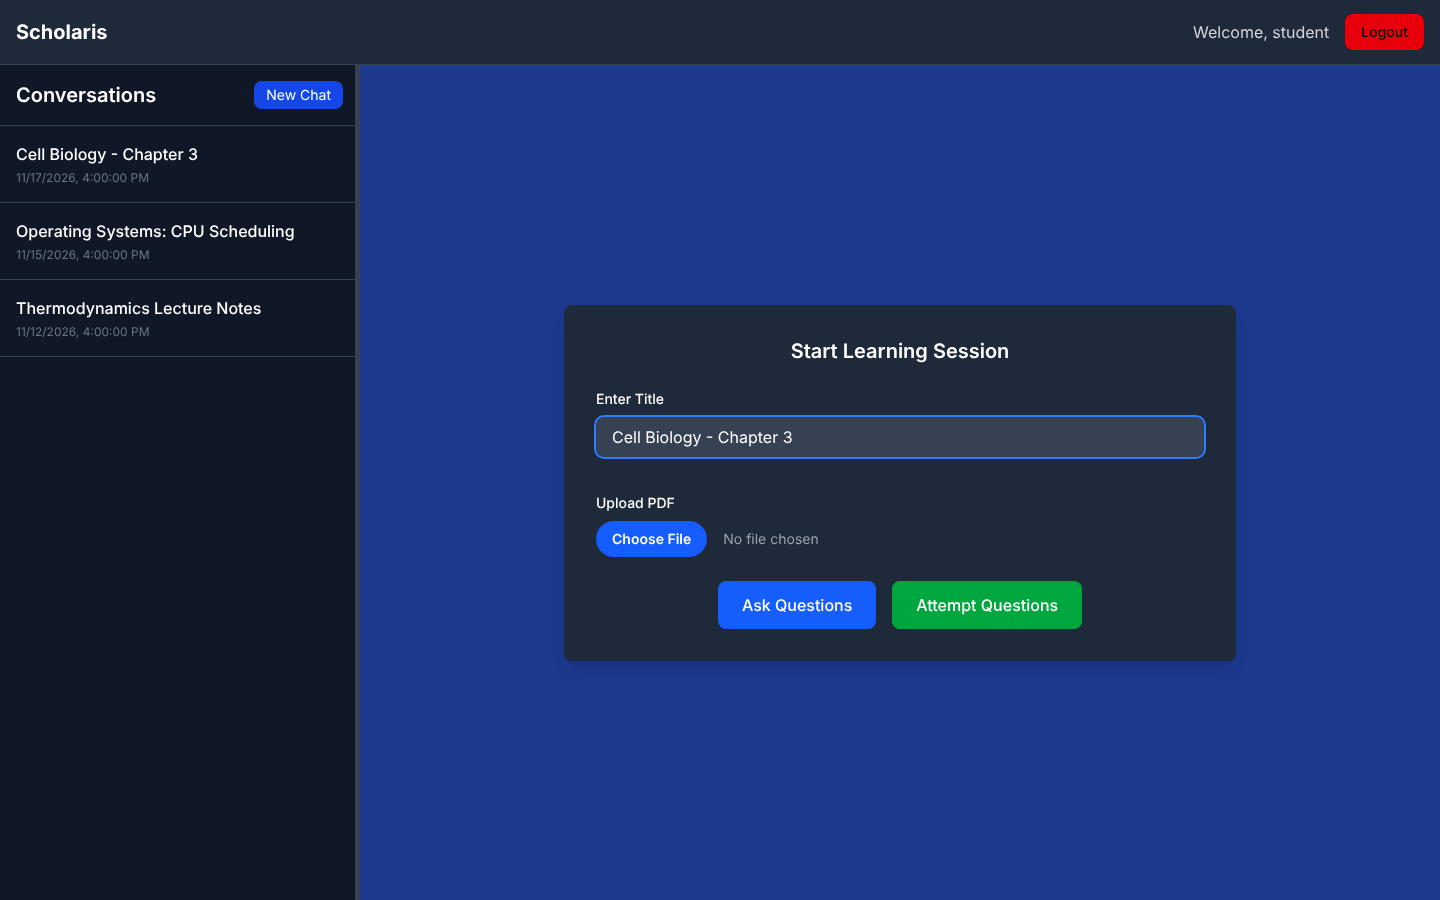 Scholaris
Welcome, student
Logout
Conversations
New Chat
Cell Biology - Chapter 3
11/17/2026, 4:00:00 PM
Operating Systems: CPU Scheduling
11/15/2026, 4:00:00 PM
Thermodynamics Lecture Notes
11/12/2026, 4:00:00 PM
Start Learning Session
Enter Title
Cell Biology - Chapter 3
Upload PDF
Choose File
No file chosen
Ask Questions
Attempt Questions